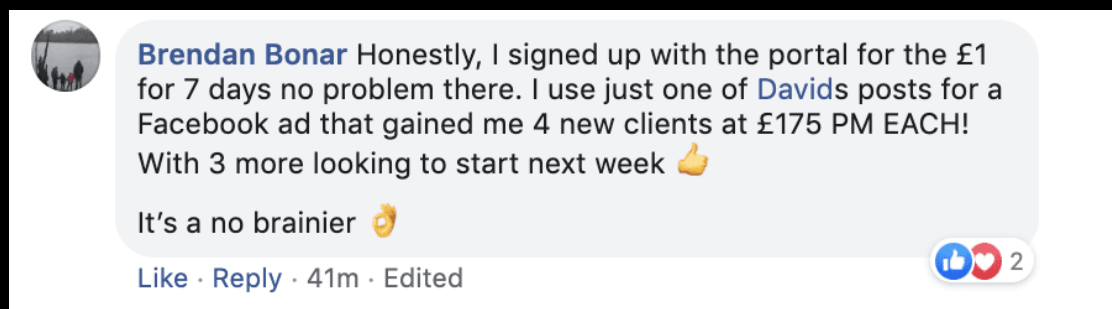 Brendan Bonar Honestly, I signed up with the portal for the £1
for 7 days no problem there. I use just one of Davids posts for a
Facebook ad that gained me 4 new clients at £175 PM EACH!
With 3 more looking to start next week 👍
It’s a no brainier 👌
Like · Reply · 41m · Edited
2